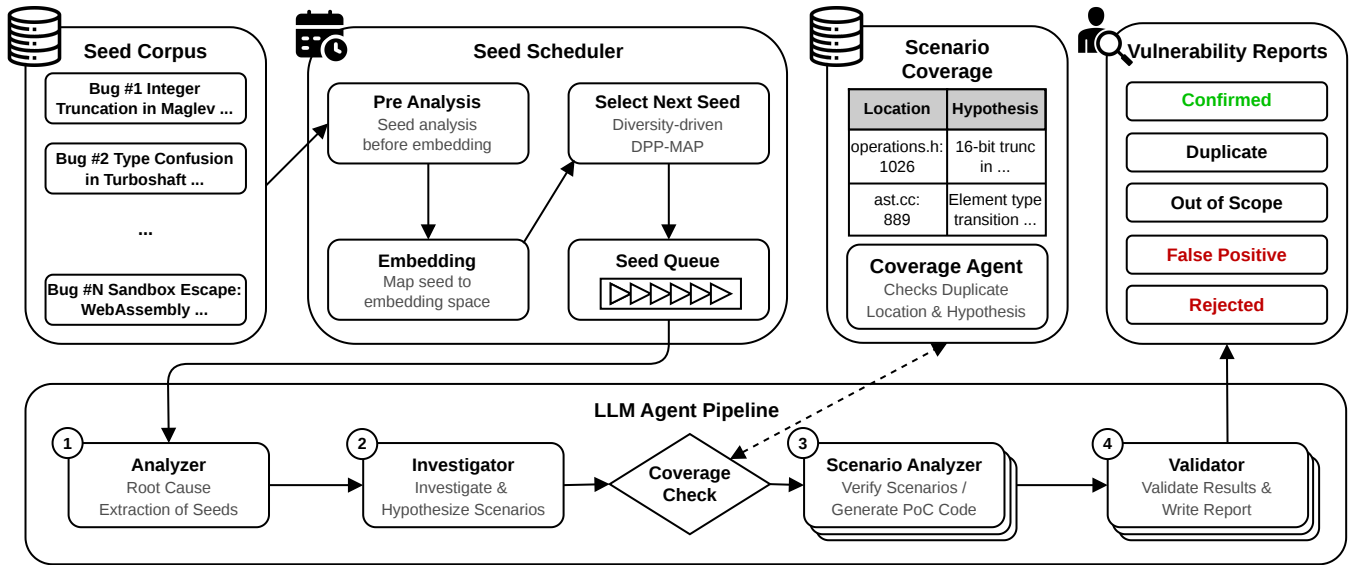 Seed Corpus
Bug #1 Integer
Truncation in Maglev ...
Bug #2 Type Confusion
in Turboshaft ...
...
Bug #N Sandbox Escape:
WebAssembly ...
Seed Scheduler
Pre Analysis
Seed analysis
before embedding
Select Next Seed
Diversity-driven
DPP-MAP
Embedding
Map seed to
embedding space
Seed Queue
Scenario
Coverage
Location
Hypothesis
operations.h:
1026
16-bit trunc
in ...
ast.cc:
889
Element type
transition ...
Coverage Agent
Checks Duplicate
Location & Hypothesis
Vulnerability Reports
Confirmed
Duplicate
Out of Scope
False Positive
Rejected
LLM Agent Pipeline
1
Analyzer
Root Cause
Extraction of Seeds
2
Investigator
Investigate &
Hypothesize Scenarios
Coverage
Check
3
Scenario Analyzer
Verify Scenarios /
Generate PoC Code
4
Validator
Validate Results &
Write Report